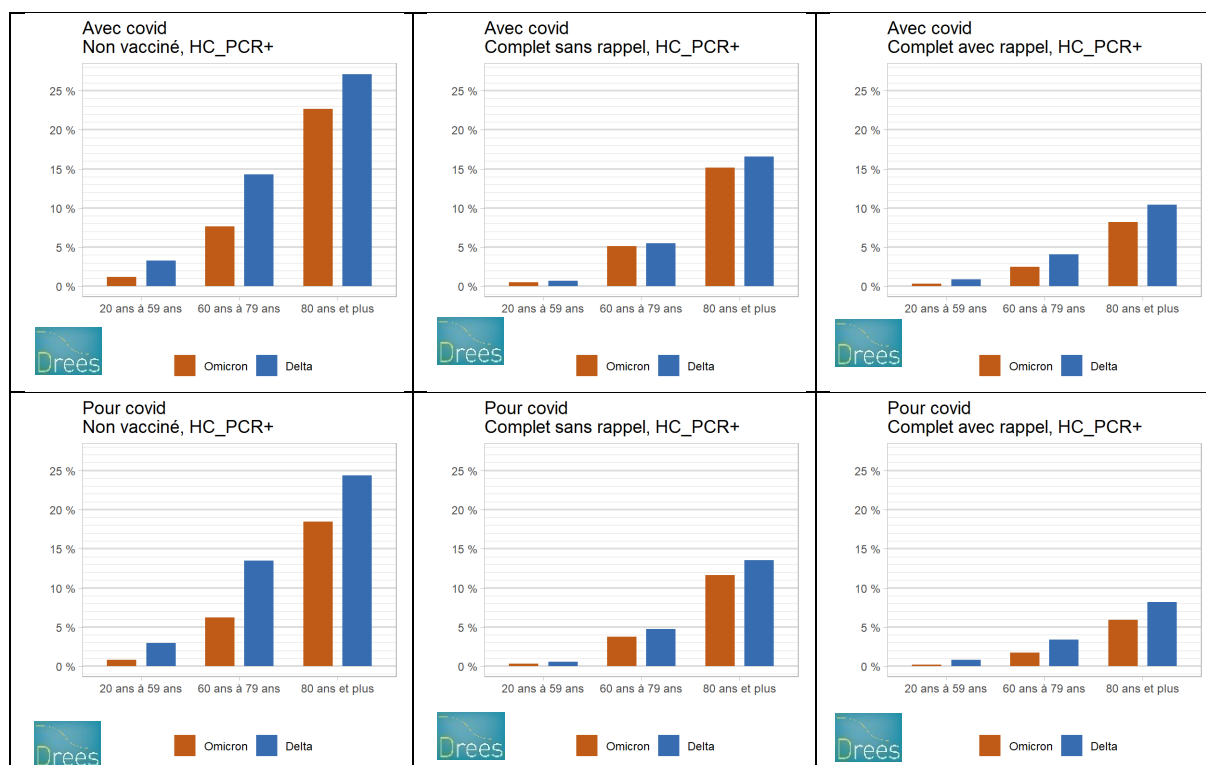 Avec covid
Non vacciné, HC_PCR+
25 %
20 %
15 %
10 %
5 %
0 %
20 ans à 59 ans
60 ans à 79 ans
80 ans et plus
Drees
Omicron
Delta
Avec covid
Complet sans rappel, HC_PCR+
25 %
20 %
15 %
10 %
5 %
0 %
20 ans à 59 ans
60 ans à 79 ans
80 ans et plus
Drees
Omicron
Delta
Avec covid
Complet avec rappel, HC_PCR+
25 %
20 %
15 %
10 %
5 %
0 %
20 ans à 59 ans
60 ans à 79 ans
80 ans et plus
Drees
Omicron
Delta
Pour covid
Non vacciné, HC_PCR+
25 %
20 %
15 %
10 %
5 %
0 %
20 ans à 59 ans
60 ans à 79 ans
80 ans et plus
Drees
Omicron
Delta
Pour covid
Complet sans rappel, HC_PCR+
25 %
20 %
15 %
10 %
5 %
0 %
20 ans à 59 ans
60 ans à 79 ans
80 ans et plus
Drees
Omicron
Delta
Pour covid
Complet avec rappel, HC_PCR+
25 %
20 %
15 %
10 %
5 %
0 %
20 ans à 59 ans
60 ans à 79 ans
80 ans et plus
Drees
Omicron
Delta